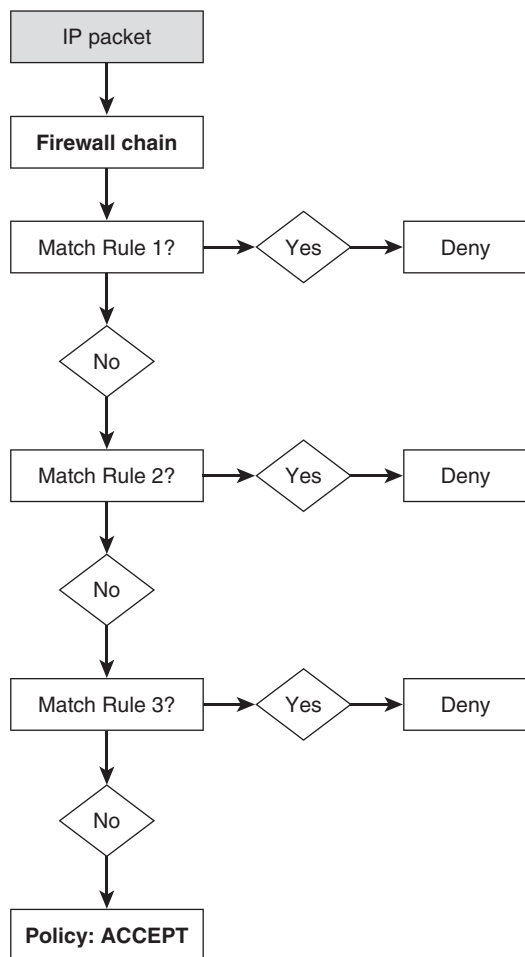 IP packet
Firewall chain
Match Rule 1?
Yes
Deny
No
Match Rule 2?
Yes
Deny
No
Match Rule 3?
Yes
Deny
No
Policy: ACCEPT